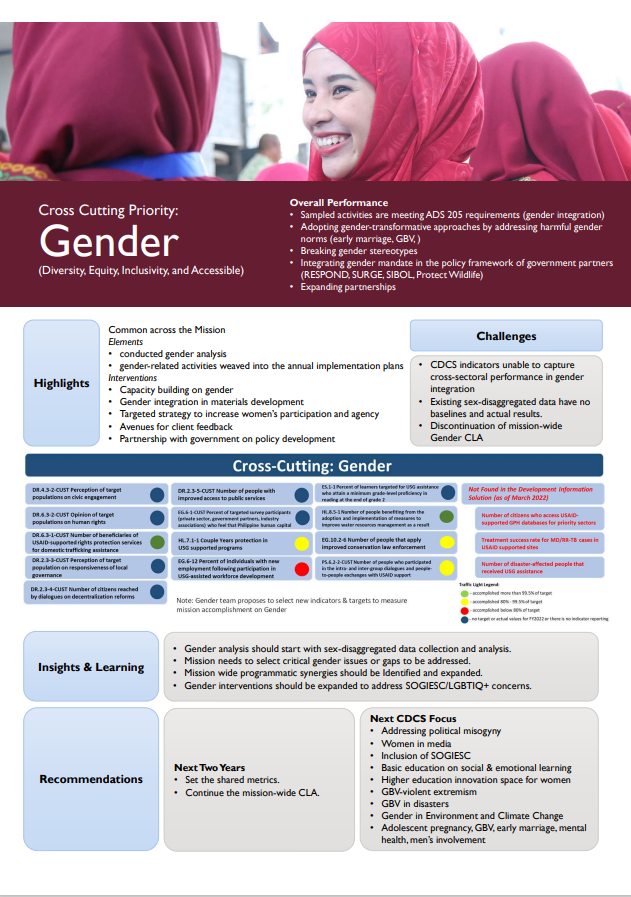 Cross Cutting Priority:
Gender
(Diversity, Equity, Inclusivity, and Accessible)
Overall Performance
• Sampled activities are meeting ADS 205 requirements (gender integration)
• Adopting gender-transformative approaches by addressing harmful gender
norms (early marriage, GBV, )
• Breaking gender stereotypes
• Integrating gender mandate in the policy framework of government partners
(RESPOND, SURGE, SIBOL, Protect Wildlife)
• Expanding partnerships
Highlights
Common across the Mission
Elements
• conducted gender analysis
• gender-related activities weaved into the annual implementation plans
Interventions
• Capacity building on gender
• Gender integration in materials development
• Targeted strategy to increase women's participation and agency
• Avenues for client feedback
• Partnership with government on policy development
Challenges
• CDCS indicators unable to capture
cross-sectoral performance in gender
integration
• Existing sex-disaggregated data have no
baselines and actual results.
• Discontinuation of mission-wide
Gender CLA
Cross-Cutting: Gender
DR.4.3-2-CUST Perception of target
populations on civic engagement
DR.6.3-2-CUST Opinion of target
populations on human rights
DR.6.3-1-CUST Number of beneficiaries of
USAID-supported rights protection services
for domestic trafficking assistance
DR.2.3-3-CUST Perception of target
population on responsiveness of local
governance
DR.2.3-4-CUST Number of citizens reached
by dialogues on decentralization reforms
DR.2.3-5-CUST Number of people with
improved access to public services
EG.6-1-CUST Percent of targeted survey participants
(private sector, government partners, industry
associations) who feel that Philippine human capital
HL.7.1-1 Couple Years protection in
USG supported programs
EG.6-12 Percent of Individuals with new
employment following participation in
USG-assisted workforce development
ES.1-1 Percent of learners targeted for USG assistance
who attain a minimum grade-level proficiency in
reading at the end of grade 2
HL.8.5-1 Number of people benefiting from the
adoption and implementation of measures to
improve water resources management as a result
EG.10.2-6 Number of people that apply
improved conservation law enforcement
PS.6.2-2-CUST Number of people who participated
in the intra- and inter-group dialogues and people-
to-people exchanges with USAID support
Not Found in the Development Information
Solution (as of March 2022)
Number of citizens who access USAID-
supported GPH databases for priority sectors
Treatment success rate for MD/RR-TB cases in
USAID supported sites
Number of disaster-affected people that
received USG assistance
Note: Gender team proposes to select new indicators & targets to measure
mission accomplishment on Gender
Traffic Light Legend:
- accomplished more than 99.5% of target
- accomplished 80% - 99.5% of target
- accomplished below 80% of target
- no target or actual values for FY2022 or there is no indicator reporting
Insights & Learning
• Gender analysis should start with sex-disaggregated data collection and analysis.
• Mission needs to select critical gender issues or gaps to be addressed.
• Mission wide programmatic synergies should be Identified and expanded.
• Gender interventions should be expanded to address SOGIESC/LGBTIQ+ concerns.
Recommendations
Next Two Years
• Set the shared metrics.
• Continue the mission-wide CLA.
Next CDCS Focus
• Addressing political misogyny
• Women in media
• Inclusion of SOGIESC
• Basic education on social & emotional learning
• Higher education innovation space for women
• GBV-violent extremism
• GBV in disasters
• Gender in Environment and Climate Change
• Adolescent pregnancy, GBV, early marriage, mental
health, men's involvement